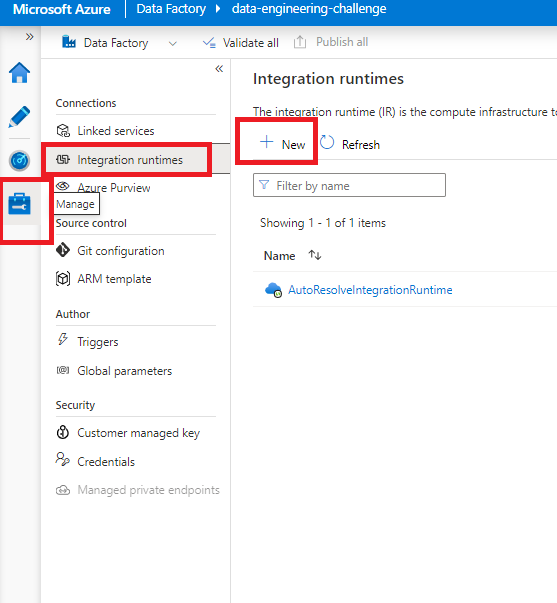 Microsoft Azure Data Factory data-engineering-challenge
»
Data Factory Validate all Publish all
«
Connections
Linked services
Integration runtimes
Azure Purview
Manage
Source control
Git configuration
ARM template
Author
Triggers
Global parameters
Security
Customer managed key
Credentials
Managed private endpoints
Integration runtimes
The integration runtime (IR) is the compute infrastructure to
New Refresh
Filter by name
Showing 1 - 1 of 1 items
Name
AutoResolveIntegrationRuntime